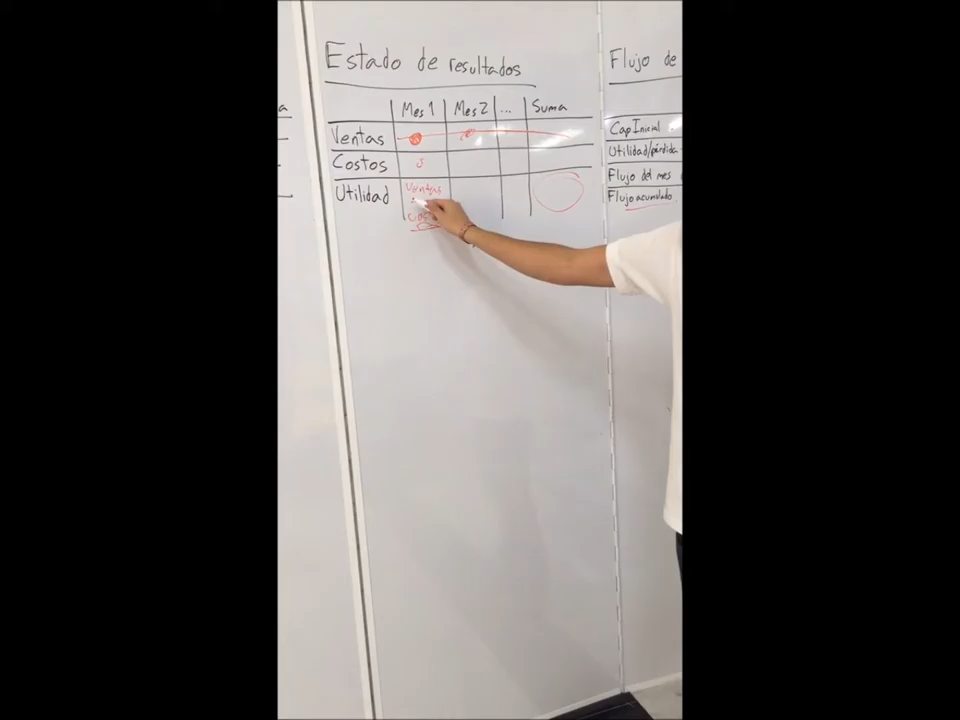 Estado de resultados
Mes 1 Mes 2 ... Suma
Ventas
Costos
Utilidad
Ventas
-
Flujo de
Cap Inicial
Utilidad/pérdida
Flujo del mes
Flujo acumulado
a